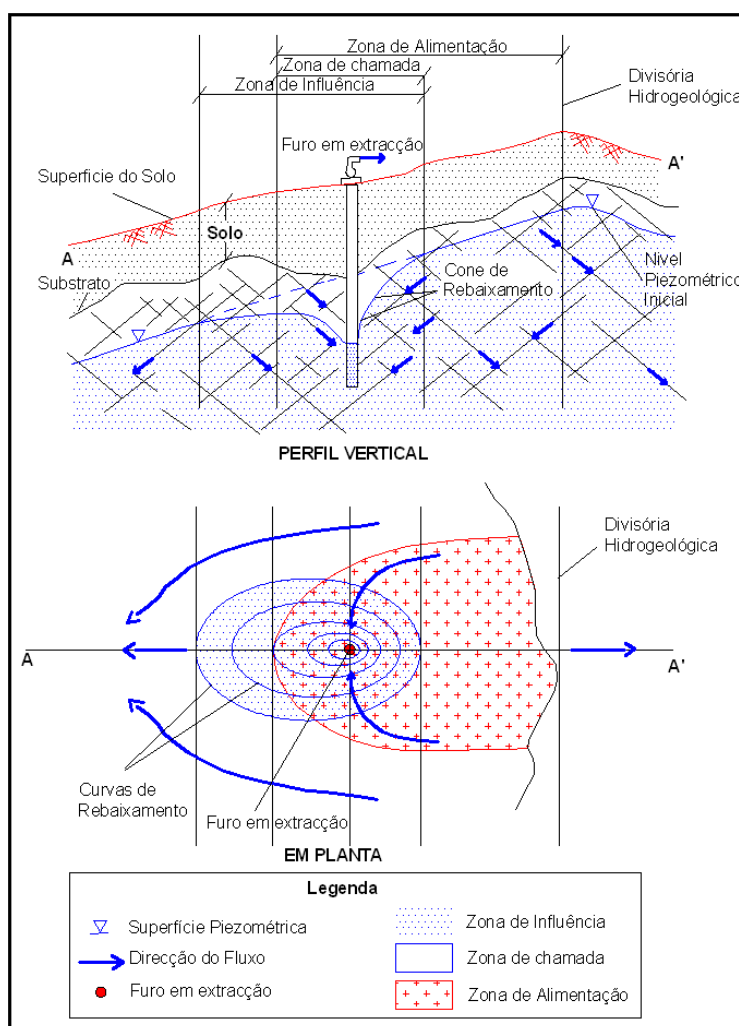 Zona de Alimentação
Zona de chamada
Zona de Influência
Divisória
Hidrogeológica
Furo em extracção
A'
Superficie do Solo
Solo
A
Substrato
Cone de
Rebaixamento
Nivel
Piezométrico
Inicial
PERFIL VERTICAL
Divisória
Hidrogeológica
A
A'
Curvas de
Rebaixamento
Furo em extracção
EM PLANTA
Legenda
Superfície Piezométrica
Direcção do Fluxo
Furo em extracção
Zona de Influência
Zona de chamada
Zona de Alimentação